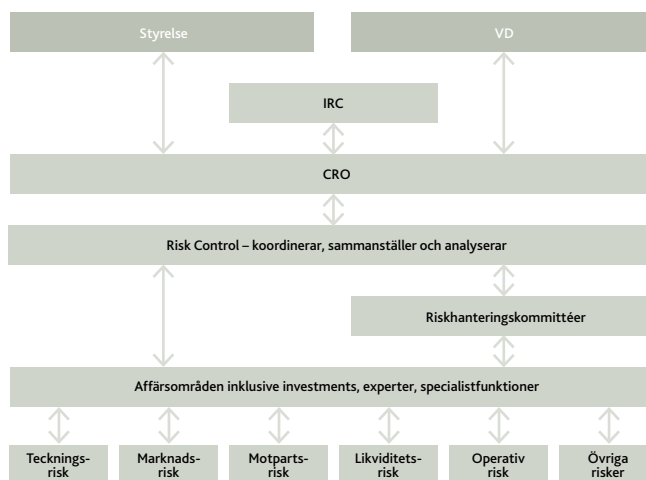 Styrelse
VD
IRC
CRO
Risk Control – koordinerar, sammanställer och analyserar
Riskhanteringskommittéer
Affärsområden inklusive investments, experter, specialistfunktioner
Tecknings-
risk
Marknads-
risk
Motparts-
risk
Likviditets-
risk
Operativ
risk
Övriga
risker